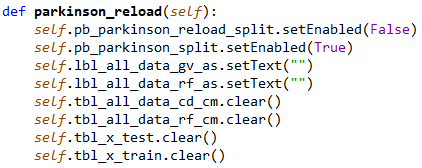 def parkinson_reload(self):
    self.pb_parkinson_reload_split.setEnabled(False)
    self.pb_parkinson_split.setEnabled(True)
    self.lbl_all_data_gv_as.setText("")
    self.lbl_all_data_rf_as.setText("")
    self.tbl_all_data_cd_cm.clear()
    self.tbl_all_data_rf_cm.clear()
    self.tbl_x_test.clear()
    self.tbl_x_train.clear()